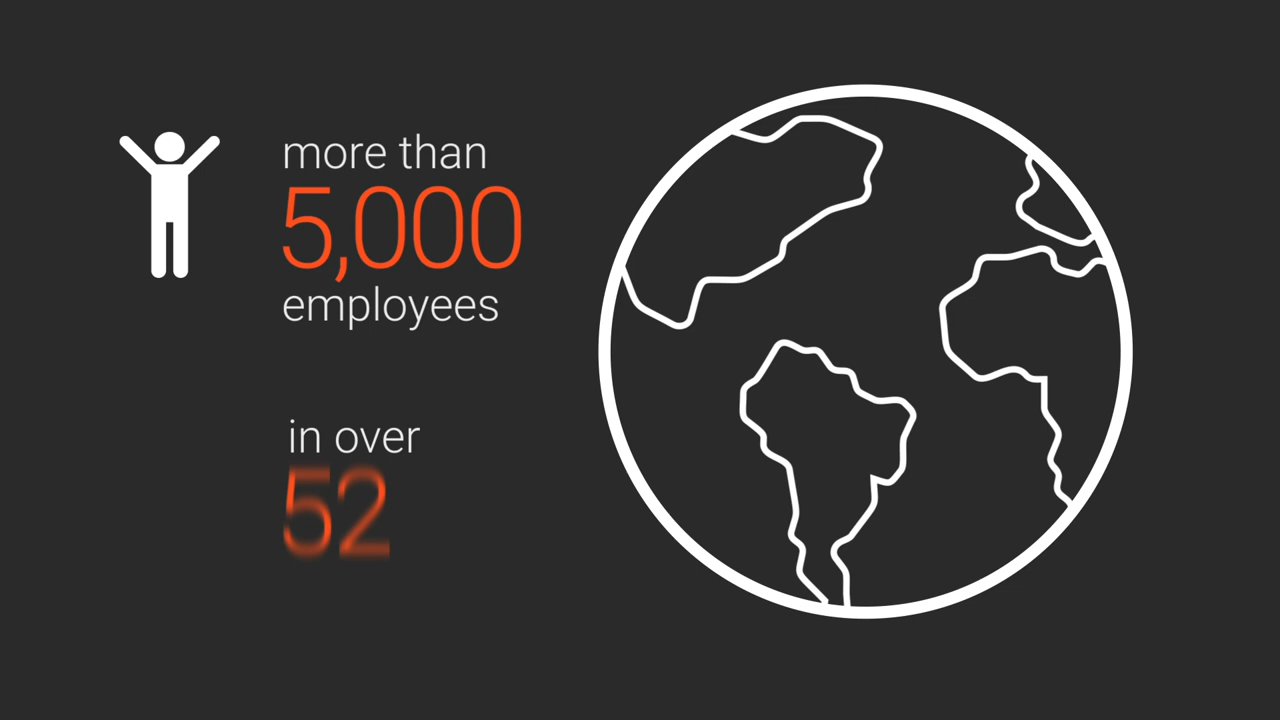 more than
5,000
employees
in over
52